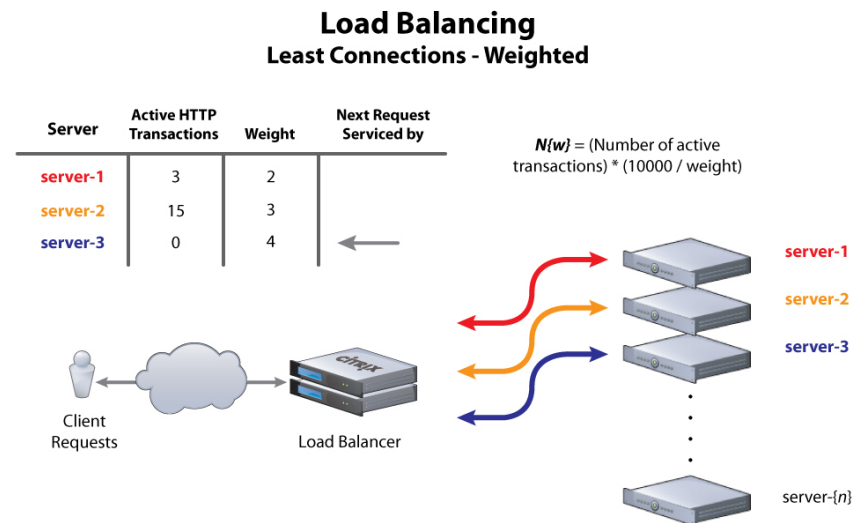 Load Balancing
Least Connections - Weighted
Server
Active HTTP
Transactions
Weight
Next Request
Serviced by
server-1 3 2
server-2 15 3
server-3 0 4
N{w} = (Number of active
transactions) * (10000 / weight)
server-1
server-2
server-3
citrix
Client
Requests
Load Balancer
server-{n}